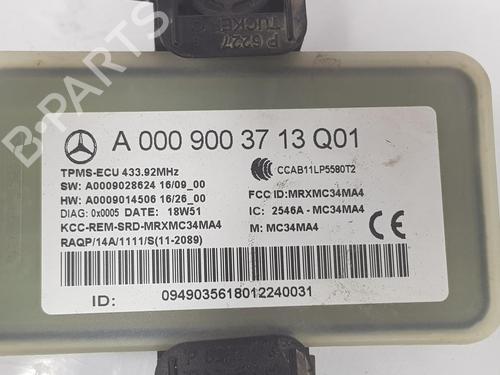 P 6227
TUCKER
A 000 900 37 13 Q01
TPMS-ECU 433.92MHz
CCAB11LP5580T2
SW: A0009028624 16/09_00
HW: A0009014506 16/26_00
FCC ID:MRXMC34MA4
DIAG: 0x0005 DATE: 18W51
IC: 2546A - MC34MA4
KCC-REM-SRD-MRXMC34MA4
M: MC34MA4
RAQP/14A/1111/S(11-2089)
ID: 0949035618012240031